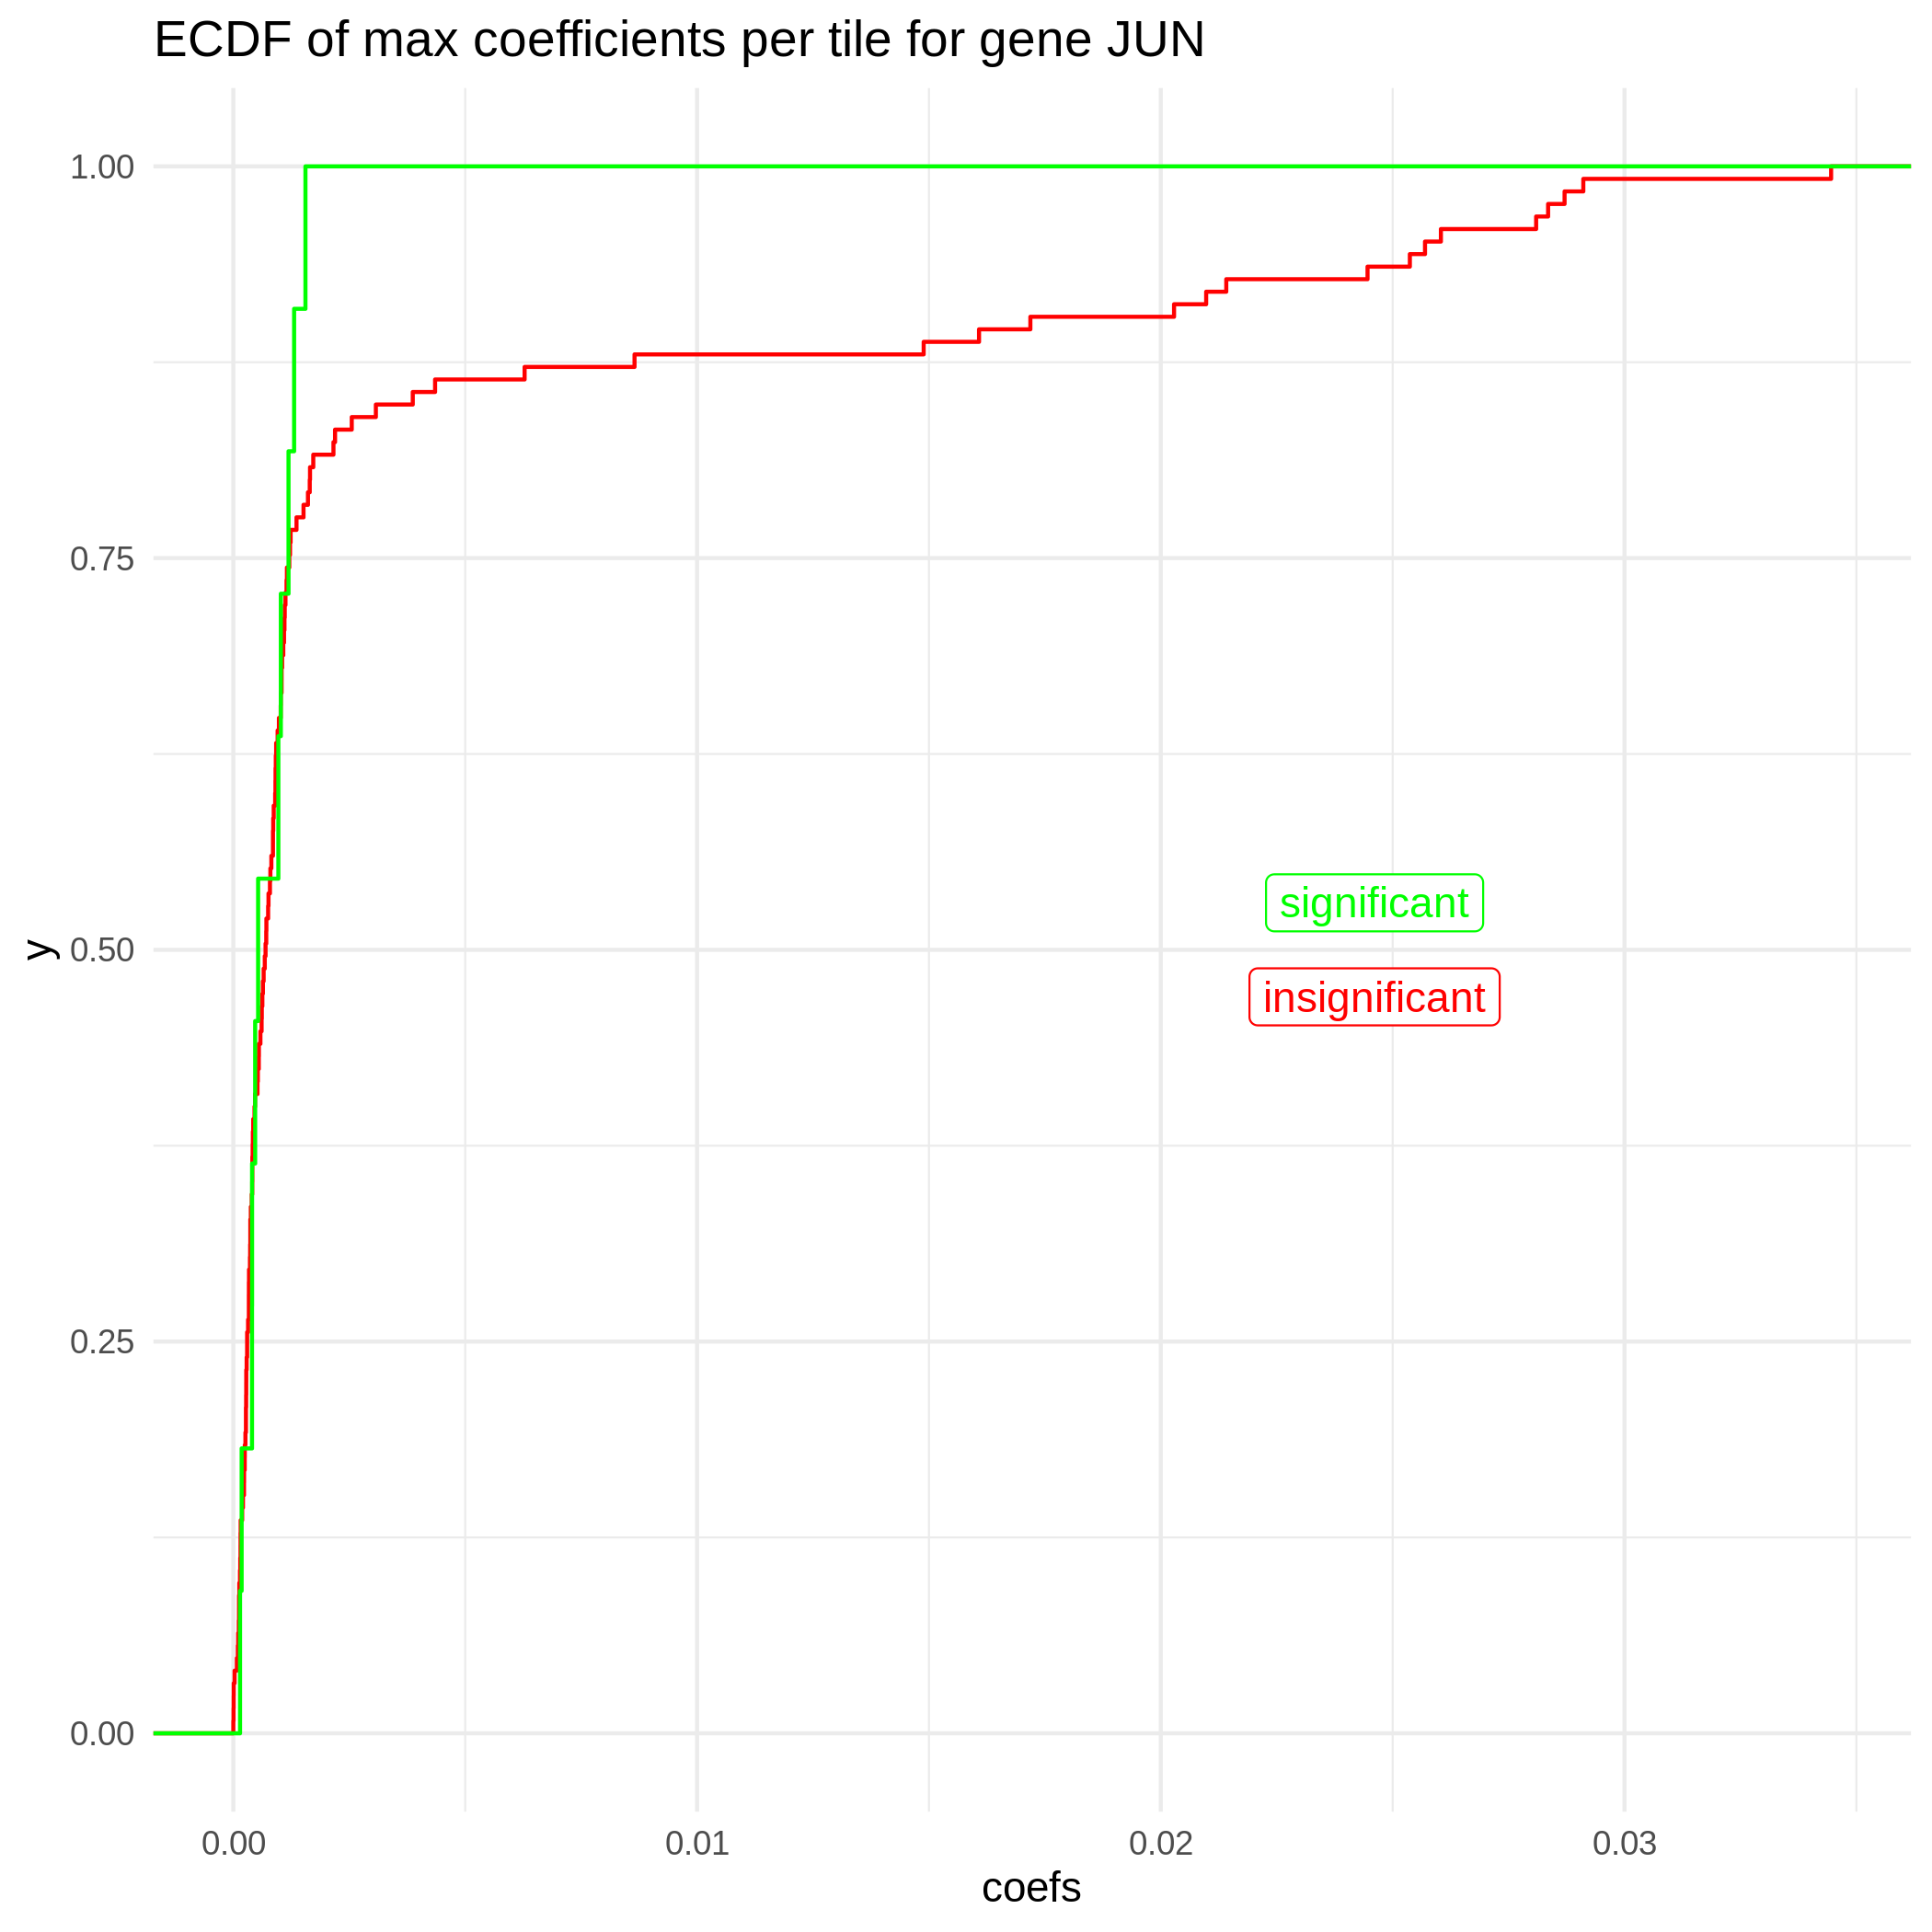 ECDF of max coefficients per tile for gene JUN
1.00
0.75
0.50
0.25
0.00
y
significant
insignificant
0.00
0.01
0.02
0.03
coefs